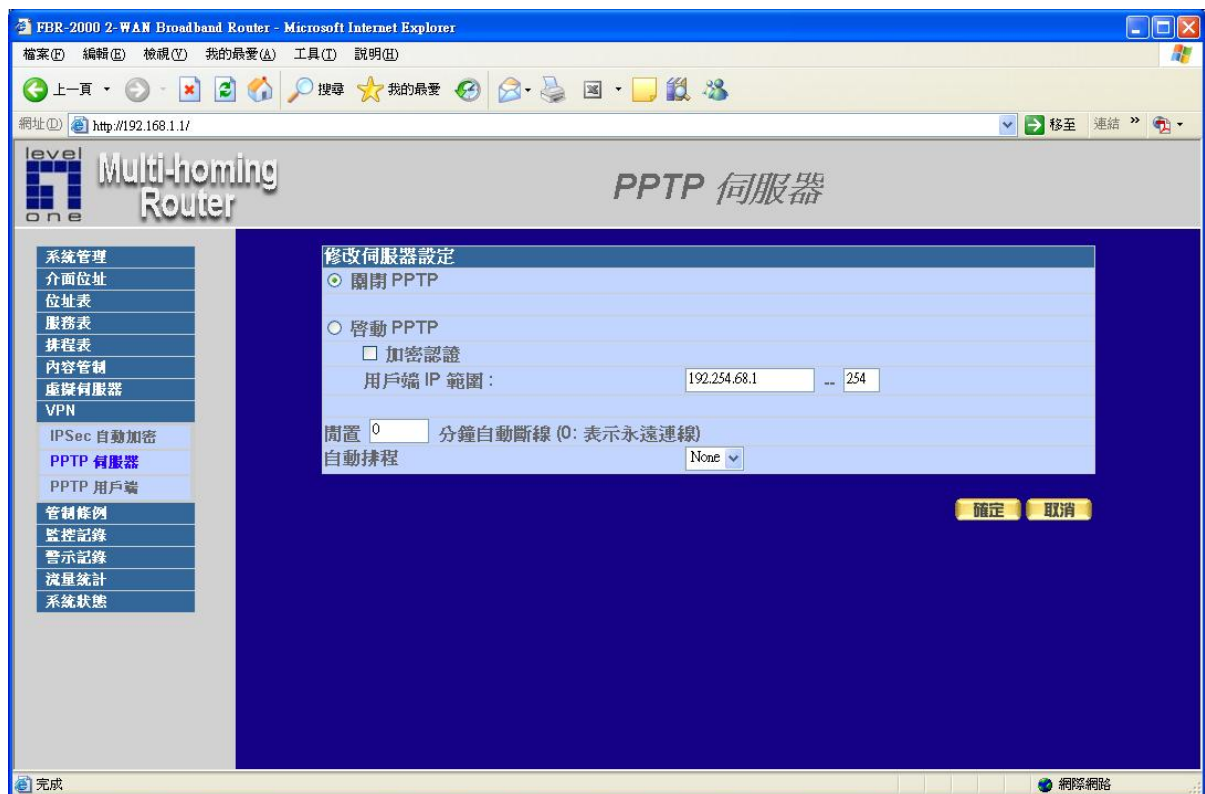 FBR-2000 2-WAN Broadband Router - Microsoft Internet Explorer
檔案(F) 編輯(E) 檢視(V) 我的最愛(A) 工具(T) 說明(H)
上一頁 搜尋 我的最愛
網址(D) http://192.168.1.1/ 移至 連結 »
level
one
Multi-homing
Router
PPTP 伺服器
系統管理
介面位址
位址表
服務表
排程表
內容管制
虛擬伺服器
VPN
IPSec 自動加密
PPTP 伺服器
PPTP 用戶端
管制條例
監控記錄
警示記錄
流量統計
系統狀態
修改伺服器設定
關閉 PPTP
啓動 PPTP
加密認證
用戶端 IP 範圍 : 192.254.68.1 -- 254
閒置 0 分鐘自動斷線 (0: 表示永遠連線)
自動排程 None
確定 取消
完成 網際網路